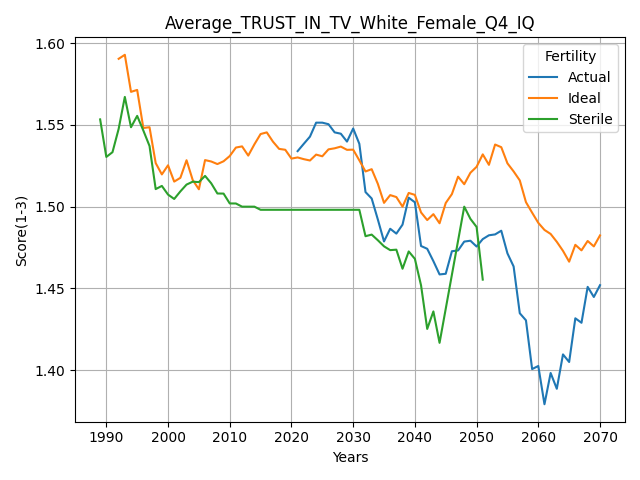 Average_TRUST_IN_TV_White_Female_Q4_IQ
Fertility
Actual
Ideal
Sterile
Score(1-3)
1.60
1.55
1.50
1.45
1.40
1990 2000 2010 2020 2030 2040 2050 2060 2070
Years